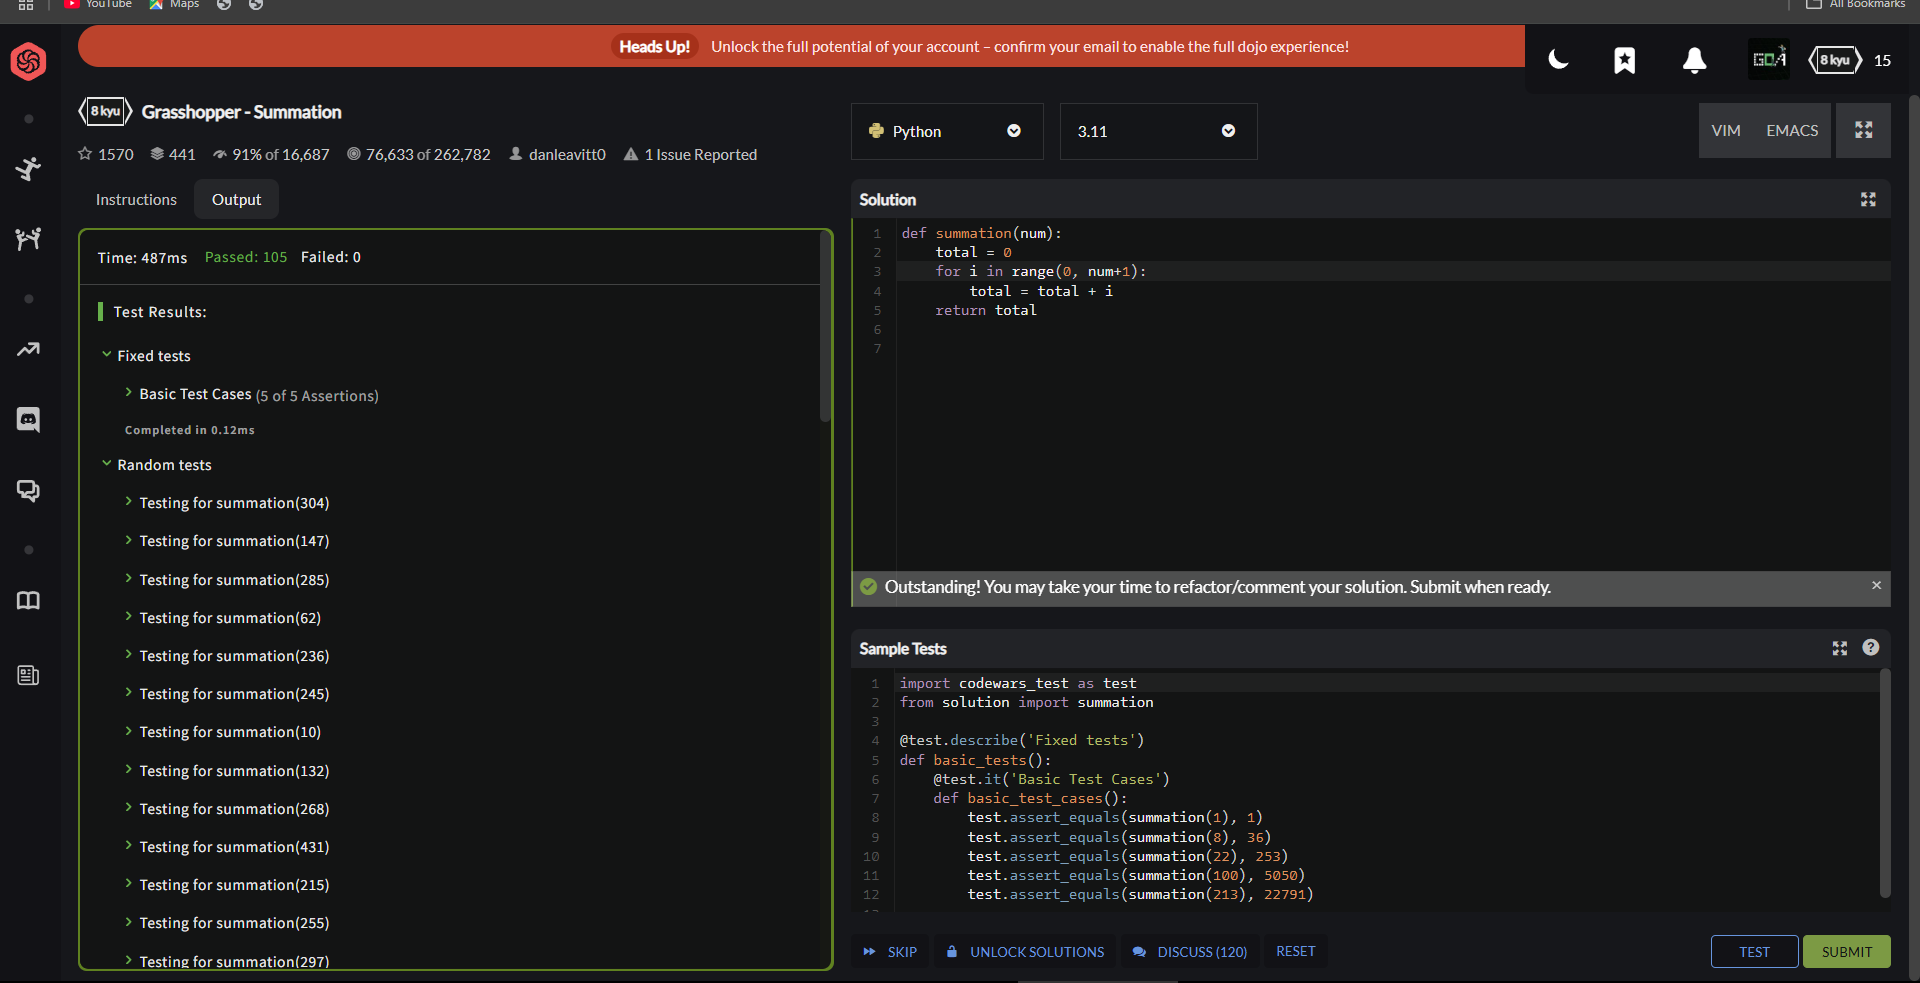 YouTube
Maps
All Bookmarks
Heads Up! Unlock the full potential of your account – confirm your email to enable the full dojo experience!
8 kyu 15
8 kyu Grasshopper - Summation
1570 441 91% of 16,687 76,633 of 262,782 danleavitt0 1 Issue Reported
Instructions Output
Time: 487ms Passed: 105 Failed: 0
Test Results:
Fixed tests
Basic Test Cases (5 of 5 Assertions)
Completed in 0.12ms
Random tests
Testing for summation(304)
Testing for summation(147)
Testing for summation(285)
Testing for summation(62)
Testing for summation(236)
Testing for summation(245)
Testing for summation(10)
Testing for summation(132)
Testing for summation(268)
Testing for summation(431)
Testing for summation(215)
Testing for summation(255)
Testing for summation(297)
Python 3.11 VIM EMACS
Solution
1 def summation(num):
2 total = 0
3 for i in range(0, num+1):
4 total = total + i
5 return total
6
7
Outstanding! You may take your time to refactor/comment your solution. Submit when ready.
Sample Tests
1 import codewars_test as test
2 from solution import summation
3
4 @test.describe('Fixed tests')
5 def basic_tests():
6 @test.it('Basic Test Cases')
7 def basic_test_cases():
8 test.assert_equals(summation(1), 1)
9 test.assert_equals(summation(8), 36)
10 test.assert_equals(summation(22), 253)
11 test.assert_equals(summation(100), 5050)
12 test.assert_equals(summation(213), 22791)
SKIP UNLOCK SOLUTIONS DISCUSS (120) RESET TEST SUBMIT